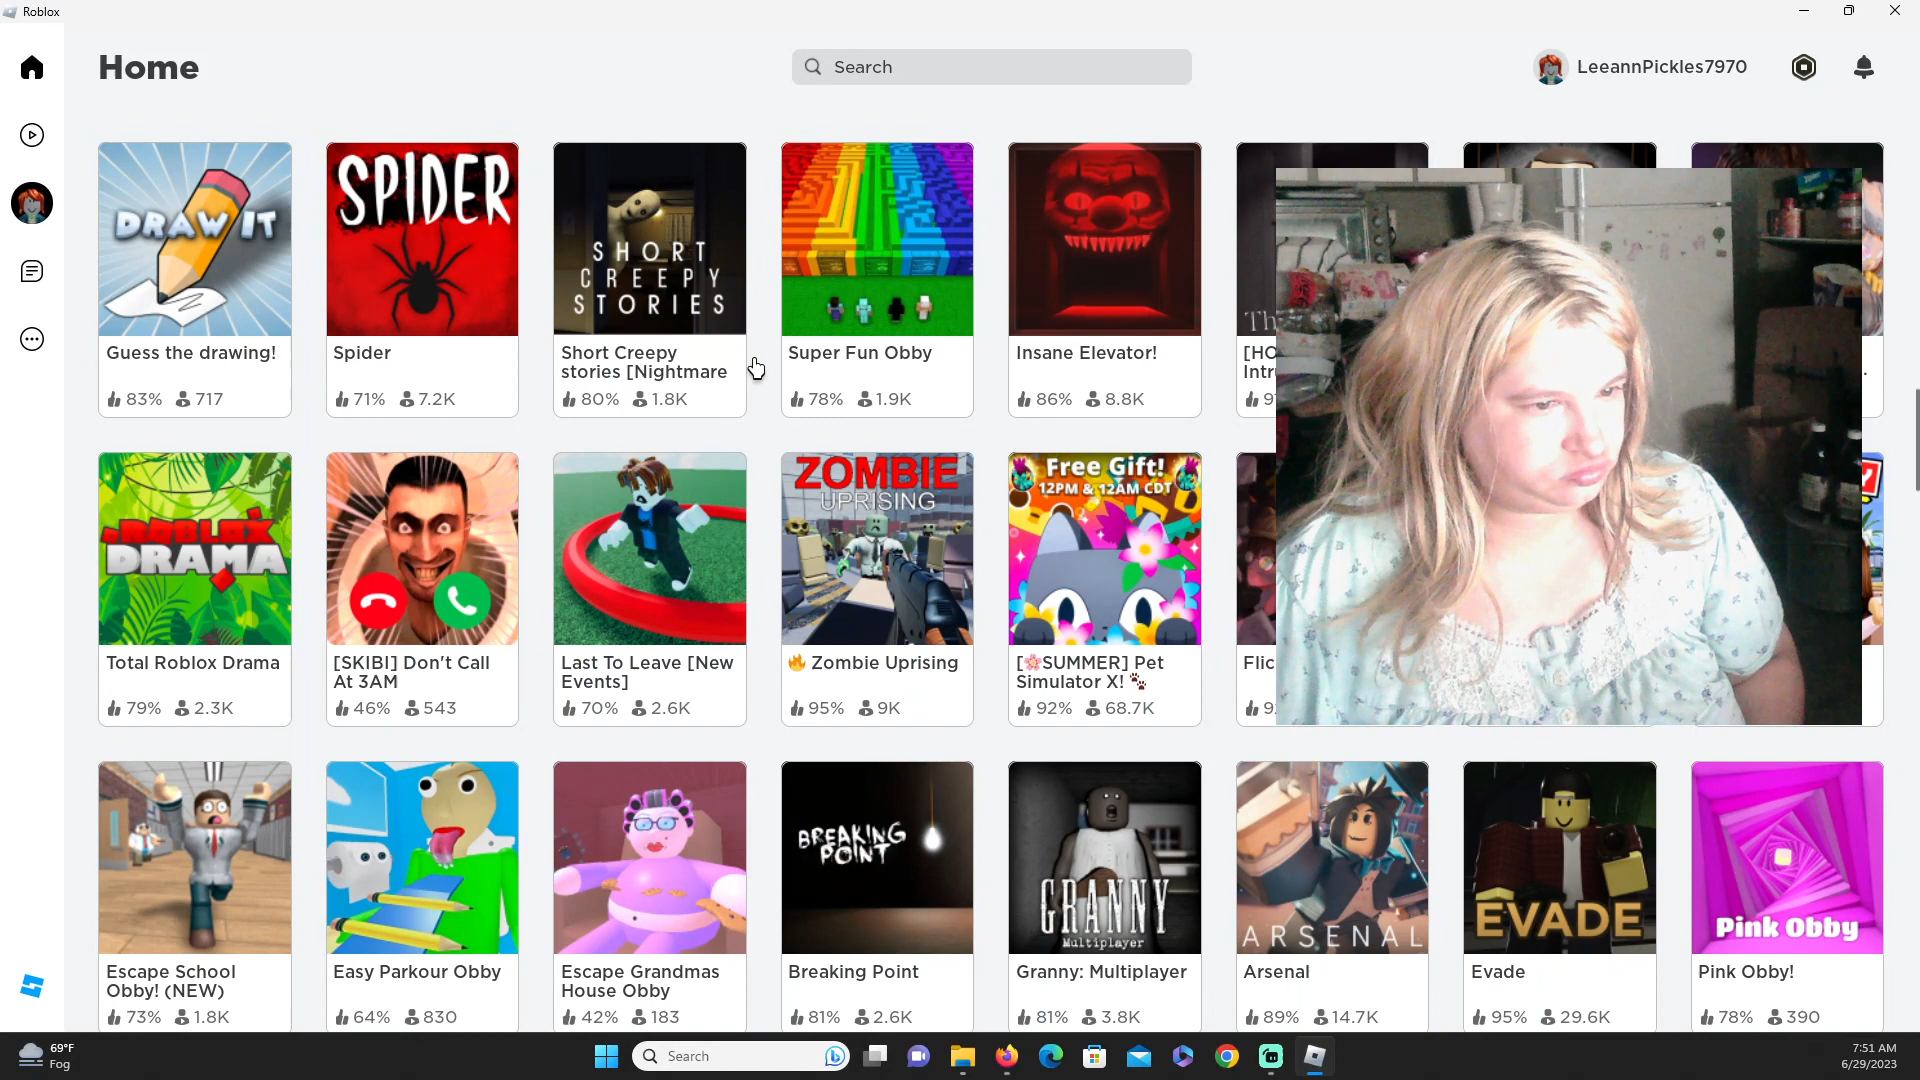 Roblox
Home
Search
LeeannPickles7970
DRAW IT
SPIDER
SHORT
CREEPY
STORIES
Th
Guess the drawing!
83% 717
Spider
71% 7.2K
Short Creepy
stories [Nightmare
80% 1.8K
Super Fun Obby
78% 1.9K
Insane Elevator!
86% 8.8K
[HO
Intr
ROBLOX
DRAMA
ZOMBIE
UPRISING
Free Gift!
12PM & 12AM CDT
Total Roblox Drama
79% 2.3K
[SKIBI] Don't Call
At 3AM
46% 543
Last To Leave [New
Events]
70% 2.6K
🔥 Zombie Uprising
95% 9K
[🌸SUMMER] Pet
Simulator X! 🐾
92% 68.7K
Flic
BREAKING
POINT
GRANNY
Multiplayer
ARSENAL
EVADE
Pink Obby
Escape School
Obby! (NEW)
73% 1.8K
Easy Parkour Obby
64% 830
Escape Grandmas
House Obby
42% 183
Breaking Point
81% 2.6K
Granny: Multiplayer
81% 3.8K
Arsenal
89% 14.7K
Evade
95% 29.6K
Pink Obby!
78% 390
69°F
Fog
Search
7:51 AM
6/29/2023